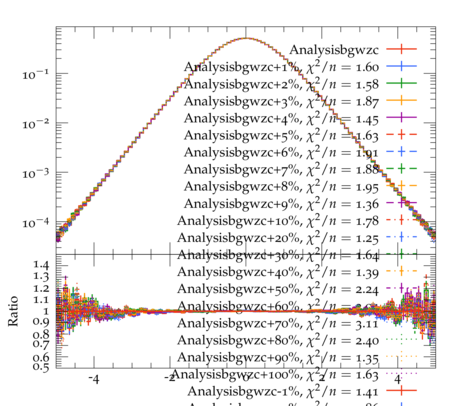 Analysisbgwzc
10−1 Analysisbgwzc+1%, χ2/n = 1.60
Analysisbgwzc+2%, χ2/n = 1.58
Analysisbgwzc+3%, χ2/n = 1.87
10−2 Analysisbgwzc+4%, χ2/n = 1.45
Analysisbgwzc+5%, χ2/n = 1.63
Analysisbgwzc+6%, χ2/n = 1.91
10−3 Analysisbgwzc+7%, χ2/n = 1.88
Analysisbgwzc+8%, χ2/n = 1.95
Analysisbgwzc+9%, χ2/n = 1.36
10−4 Analysisbgwzc+10%, χ2/n = 1.78
Analysisbgwzc+20%, χ2/n = 1.25
Analysisbgwzc+30%, χ2/n = 1.64
1.4 Analysisbgwzc+40%, χ2/n = 1.39
1.3
1.2 Analysisbgwzc+50%, χ2/n = 2.24
1.1 Analysisbgwzc+60%, χ2/n =
1
0.9 Analysisbgwzc+70%, χ2/n = 3.11
0.8 Analysisbgwzc+80%, χ2/n = 2.40
0.7
0.6 Analysisbgwzc+90%, χ2/n = 1.35
0.5 Analysisbgwzc+100%, χ2/n = 1.63
Ratio
-4 -2 0 2 4
Analysisbgwzc-1%, χ2/n = 1.41